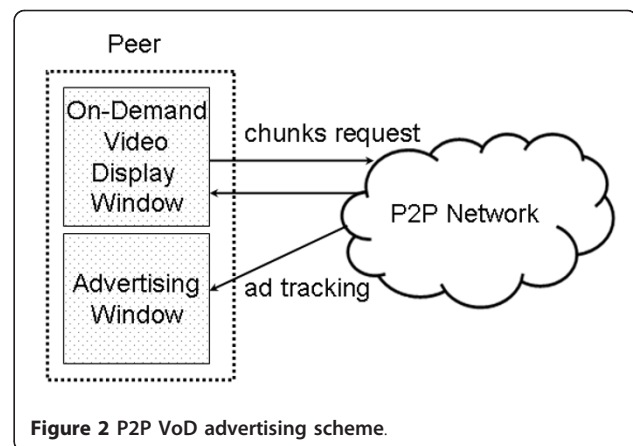 Peer
On-Demand
Video
Display
Window
chunks request
P2P Network
Advertising
Window
ad tracking
Figure 2 P2P VoD advertising scheme.